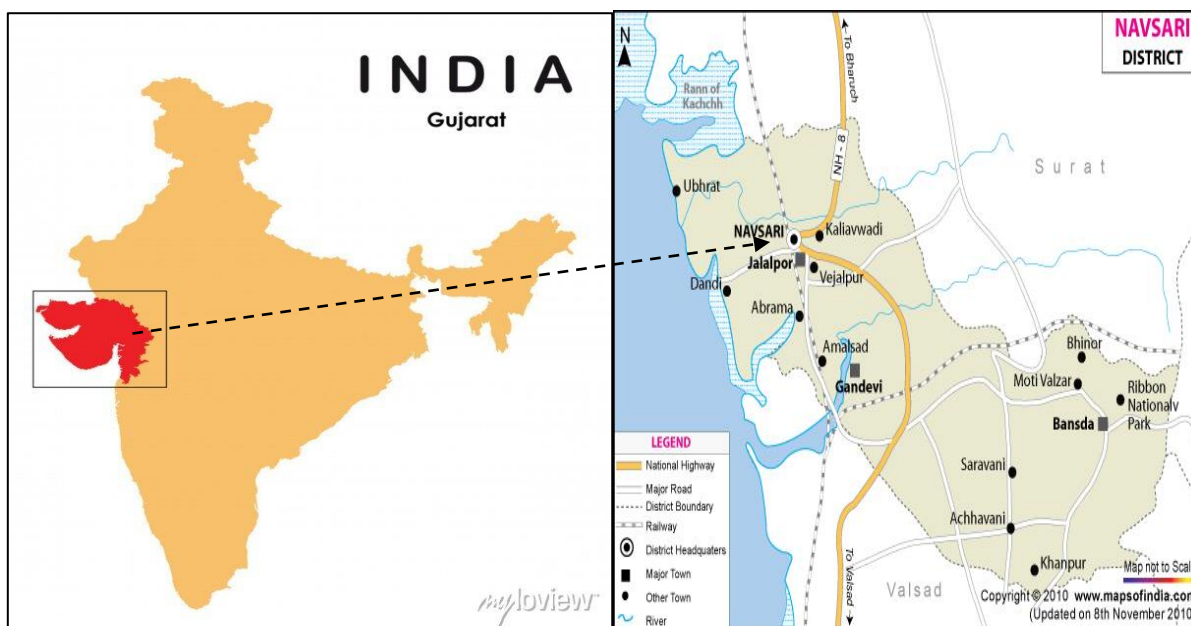 INDIA
Gujarat
myloview
NAVSARI
DISTRICT
N
To Bharuch
Rann of
Kachchh
NH - 8
Surat
Ubhrat
NAVSARI
Kaliavwadi
Jalalpor
Vejalpur
Dandi
Abrama
Amalsad
Gandevi
Bhinor
Moti Valzar
Ribbon
Nationalv
Park
Bansda
Saravani
Achhavani
Khanpur
To Valsad
Valsad
LEGEND
National Highway
Major Road
District Boundary
Railway
District Headquaters
Major Town
Other Town
River
Map not to Scal
Copyright © 2010 www.mapsofindia.com
(Updated on 8th November 2010)